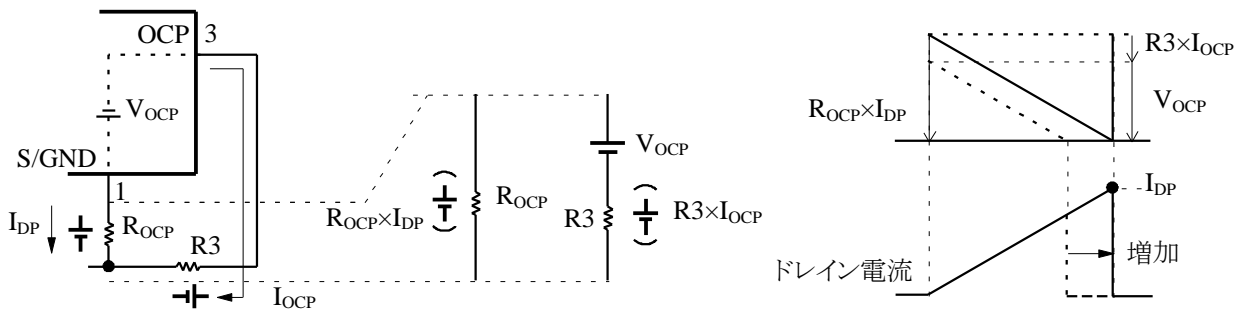 OCP 3
V_OCP
S/GND
1
I_DP
R_OCP
R3
I_OCP
R_OCP×I_DP
R_OCP
V_OCP
R3
R3×I_OCP
R3×I_OCP
V_OCP
R_OCP×I_DP
I_DP
増加
ドレイン電流